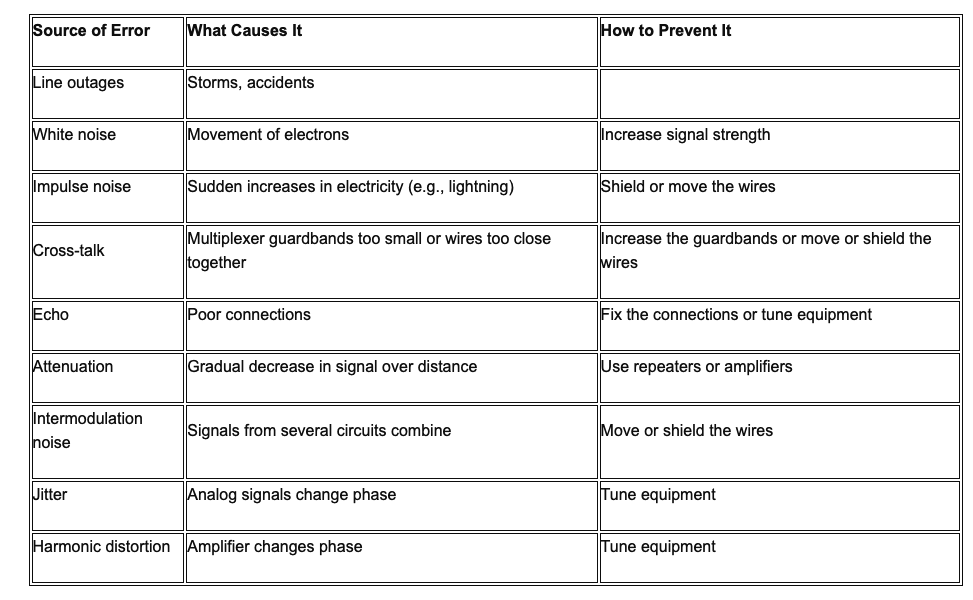 Source of Error What Causes It How to Prevent It
Line outages Storms, accidents
White noise Movement of electrons Increase signal strength
Impulse noise Sudden increases in electricity (e.g., lightning) Shield or move the wires
Cross-talk Multiplexer guardbands too small or wires too close
together Increase the guardbands or move or shield the
wires
Echo Poor connections Fix the connections or tune equipment
Attenuation Gradual decrease in signal over distance Use repeaters or amplifiers
Intermodulation
noise Signals from several circuits combine Move or shield the wires
Jitter Analog signals change phase Tune equipment
Harmonic distortion Amplifier changes phase Tune equipment